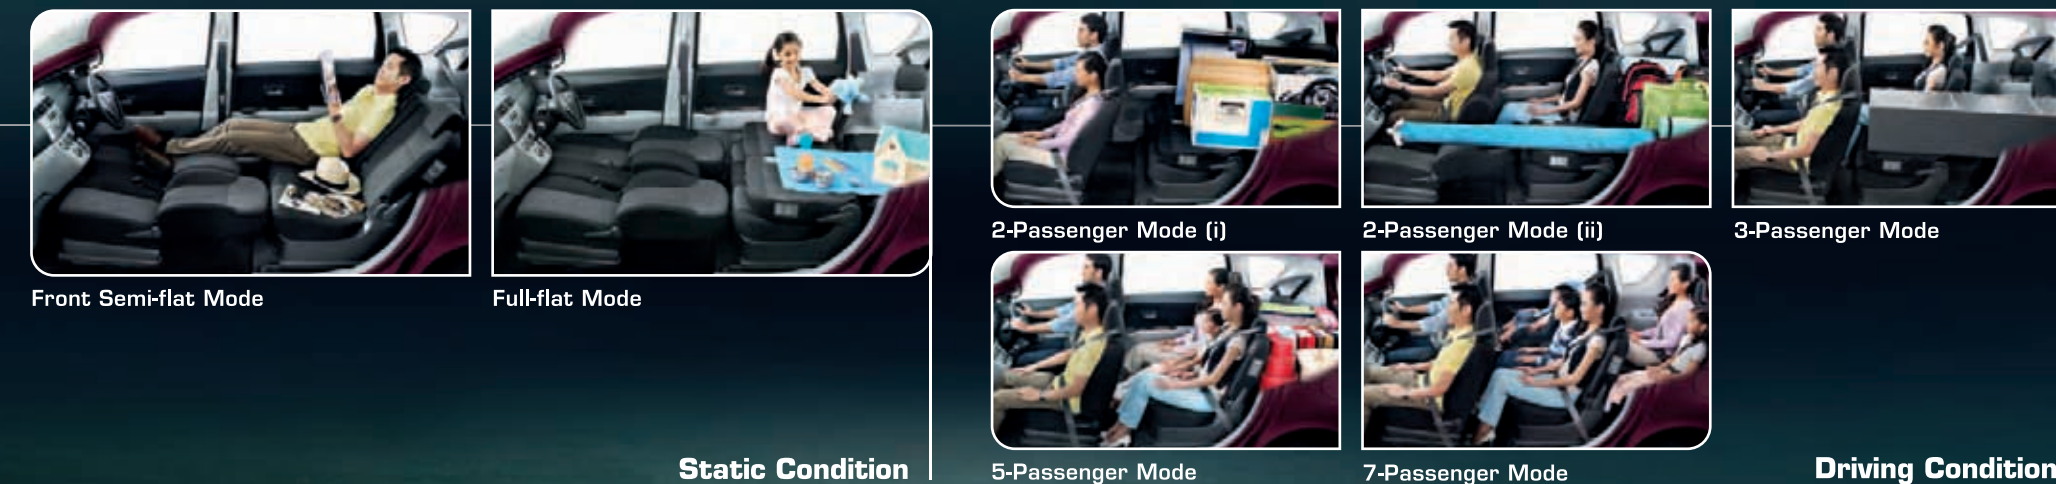 Front Semi-flat Mode
Full-flat Mode
Static Condition
2-Passenger Mode (i)
2-Passenger Mode (ii)
3-Passenger Mode
5-Passenger Mode
7-Passenger Mode
Driving Condition